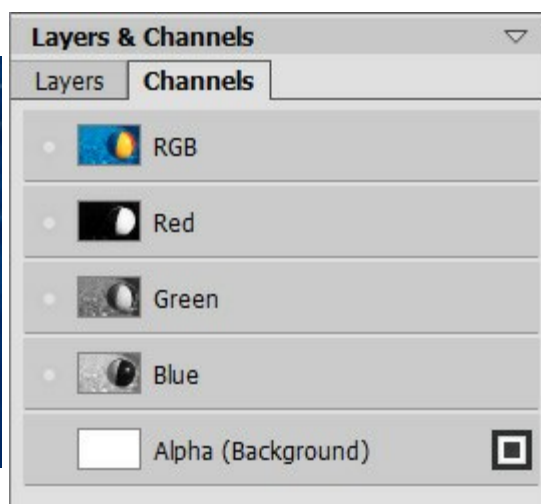 Layers & Channels
Layers Channels
RGB
Red
Green
Blue
Alpha (Background)